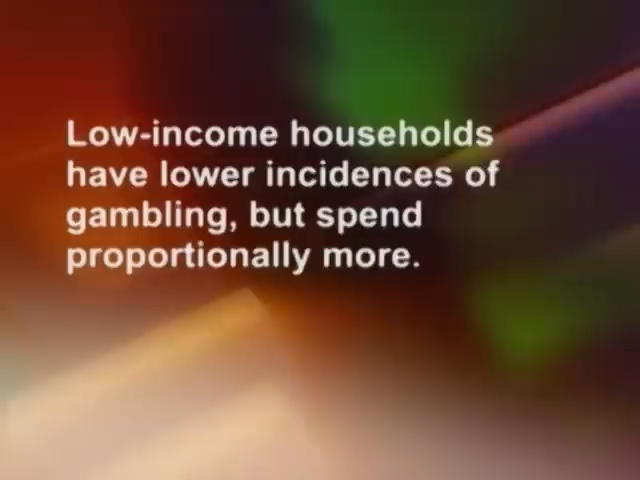 Low-income households
have lower incidences of
gambling, but spend
proportionally more.